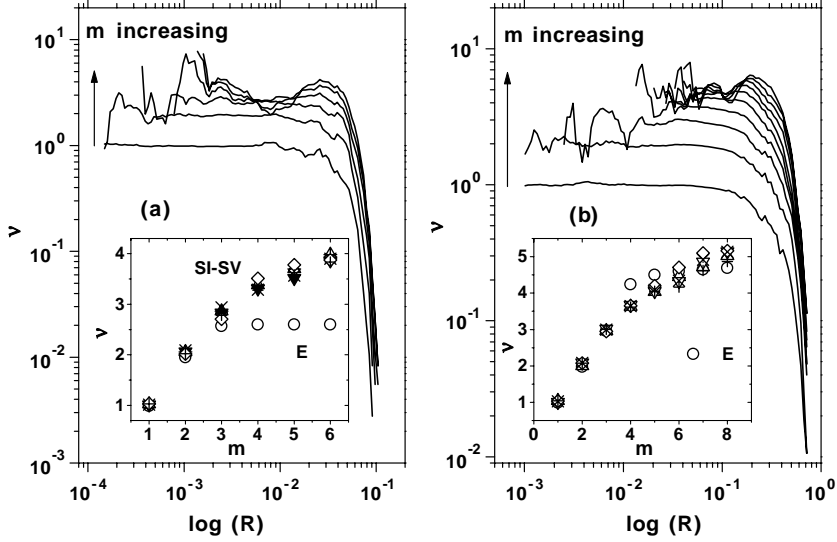 m increasing
10^1
10^0
10^-1
10^-2
10^-3
ν
(a)
SI-SV
E
4
3
2
1
ν
1 2 3 4 5 6
m
10^-4 10^-3 10^-2 10^-1
log (R)
m increasing
10^1
10^0
10^-1
10^-2
ν
(b)
E
5
4
3
2
1
ν
0 2 4 6 8
m
10^-3 10^-2 10^-1 10^0
log (R)